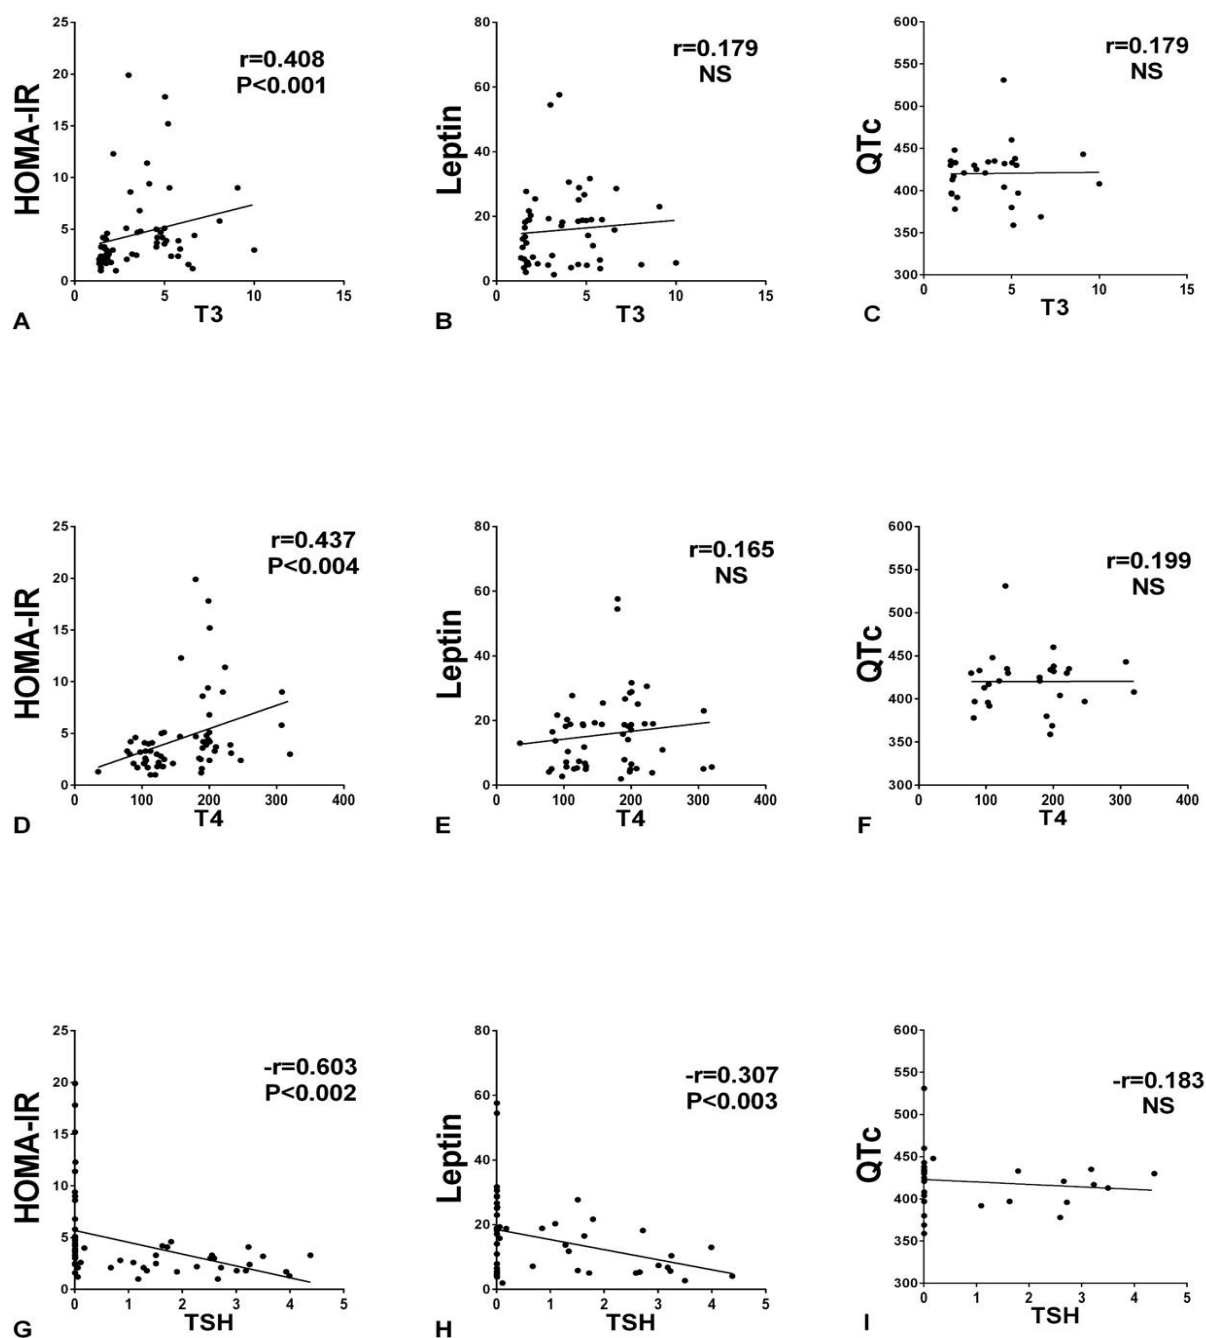 25
20
15
10
5
0
HOMA-IR
r=0.408
P<0.001
0 5 10 15
T3
A
80
60
40
20
0
Leptin
r=0.179
NS
0 5 10 15
T3
B
600
550
500
450
400
350
300
QTc
r=0.179
NS
0 5 10 15
T3
C
25
20
15
10
5
0
HOMA-IR
r=0.437
P<0.004
0 100 200 300 400
T4
D
80
60
40
20
0
Leptin
r=0.165
NS
0 100 200 300 400
T4
E
600
550
500
450
400
350
300
QTc
r=0.199
NS
0 100 200 300 400
T4
F
25
20
15
10
5
0
HOMA-IR
-r=0.603
P<0.002
0 1 2 3 4 5
TSH
G
80
60
40
20
0
Leptin
-r=0.307
P<0.003
0 1 2 3 4 5
TSH
H
600
550
500
450
400
350
300
QTc
-r=0.183
NS
0 1 2 3 4 5
TSH
I